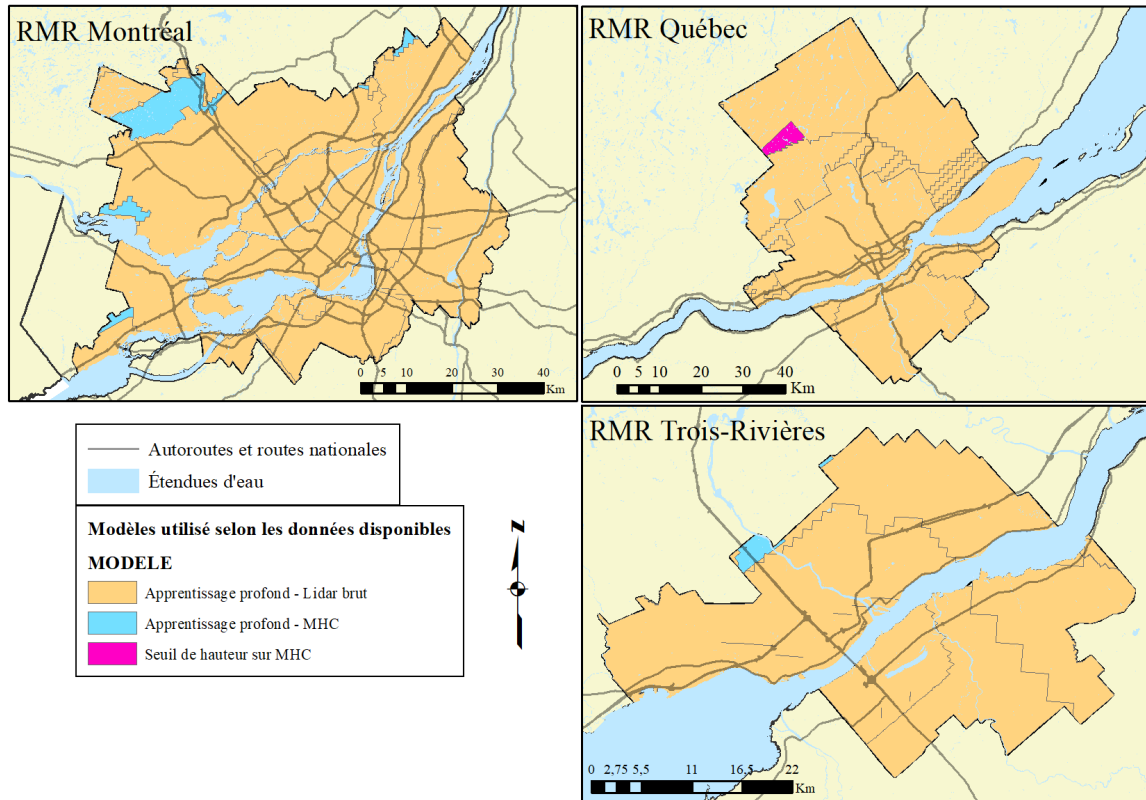 RMR Montréal
0 5 10 20 30 40
Km
RMR Québec
0 5 10 20 30 40
Km
Autoroutes et routes nationales
Étendues d'eau
Modèles utilisé selon les données disponibles
MODELE
Apprentissage profond - Lidar brut
Apprentissage profond - MHC
Seuil de hauteur sur MHC
N
RMR Trois-Rivières
0 2,75 5,5 11 16,5 22
Km